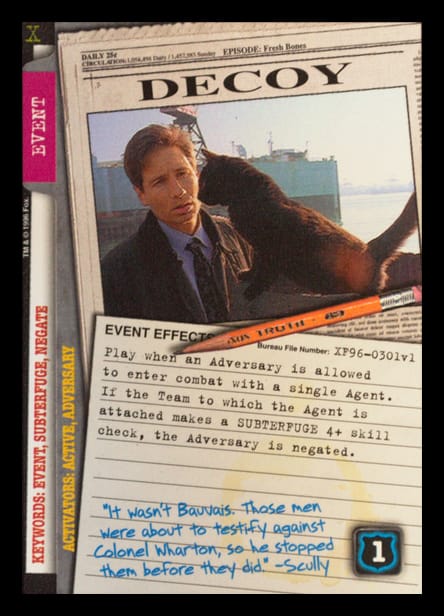 X
EVENT
TM & © 1996 Fox.
KEYWORDS: EVENT, SUBTERFUGE, NEGATE
ACTIVATORS: ACTIVE, ADVERSARY
DAILY 25¢
EPISODE: Fresh Bones
DECOY
TRUTH
EVENT EFFECTS
Bureau File Number: XF96-0301v1
Play when an Adversary is allowed
to enter combat with a single Agent.
If the Team to which the Agent is
attached makes a SUBTERFUGE 4+ skill
check, the Adversary is negated.
"It wasn't Bauvais. Those men
were about to testify against
Colonel Wharton, so he stopped
them before they did." -Scully
1